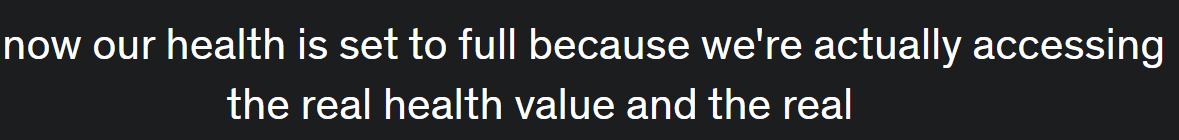 now our health is set to full because we're actually accessing
the real health value and the real